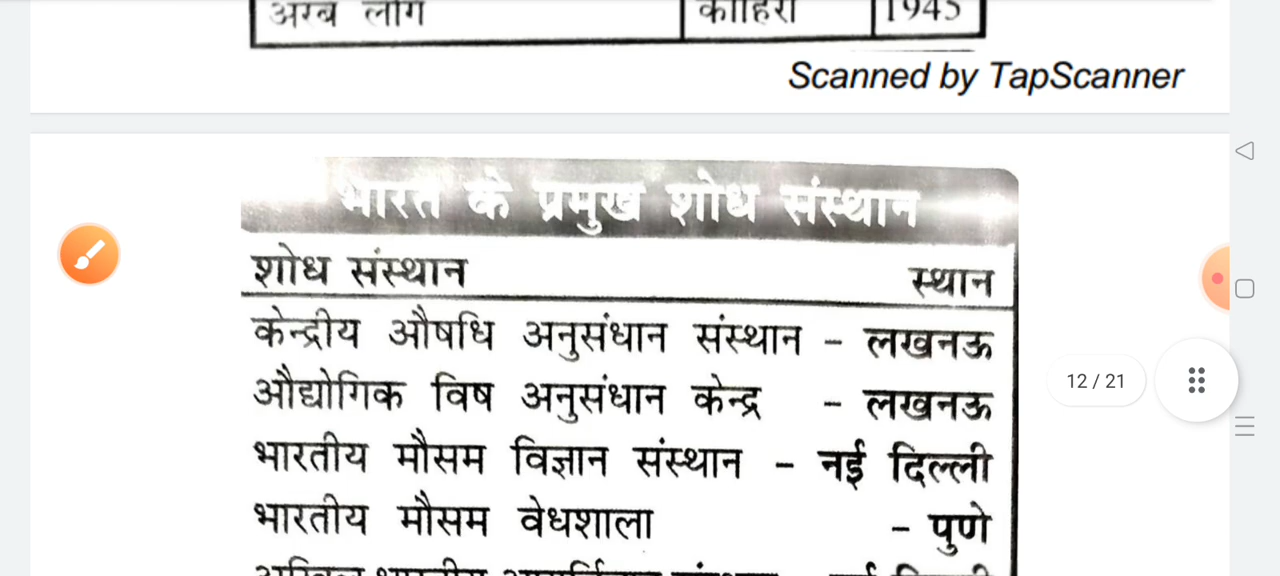 अरब लीग काहिरा 1945
Scanned by TapScanner
भारत के प्रमुख शोध संस्थान
शोध संस्थान स्थान
केन्द्रीय औषधि अनुसंधान संस्थान - लखनऊ
औद्योगिक विष अनुसंधान केन्द्र - लखनऊ
भारतीय मौसम विज्ञान संस्थान - नई दिल्ली
भारतीय मौसम वेधशाला - पुणे
12 / 21